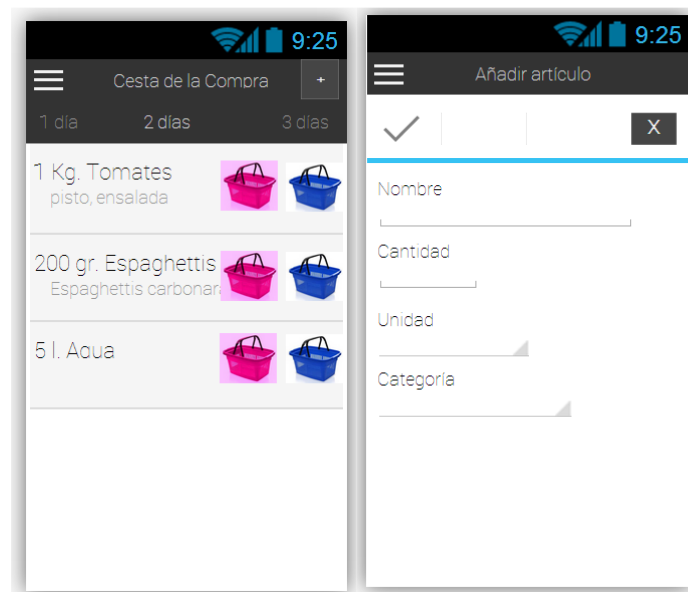 9:25
Cesta de la Compra +
1 día 2 días 3 días
1 Kg. Tomates
pisto, ensalada
200 gr. Espaghettis
Espaghettis carbonar
5 l. Agua
9:25
Añadir artículo
X
Nombre
Cantidad
Unidad
Categoría